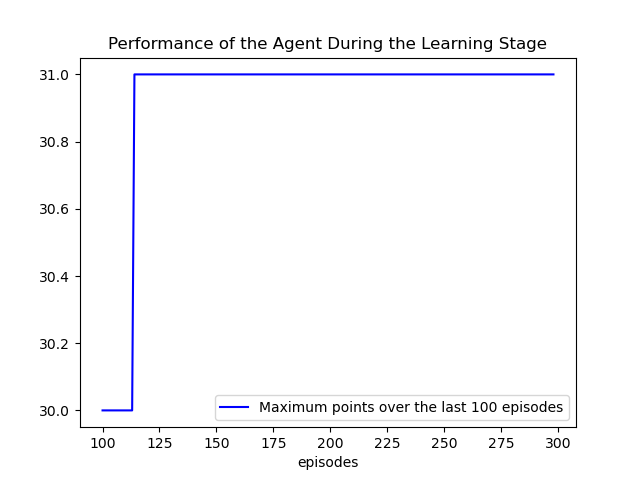 Performance of the Agent During the Learning Stage
31.0
30.8
30.6
30.4
30.2
30.0
Maximum points over the last 100 episodes
100 125 150 175 200 225 250 275 300
episodes